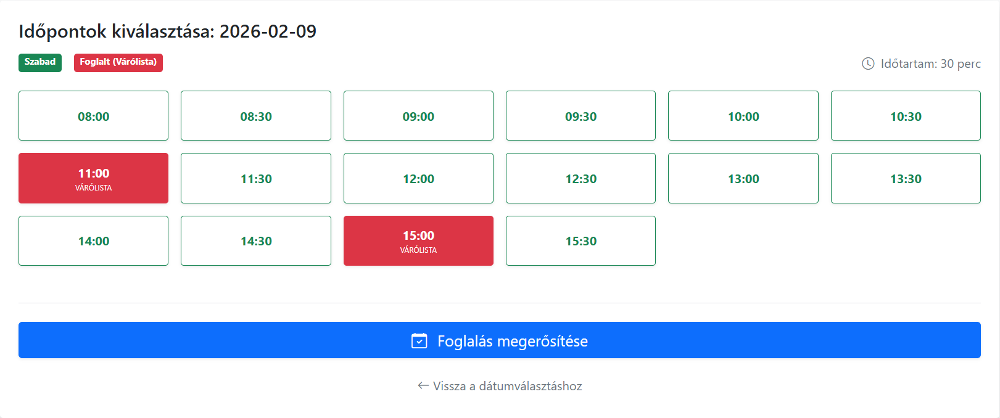 Időpontok kiválasztása: 2026-02-09
Szabad Foglalt (Várólista) Időtartam: 30 perc
08:00 08:30 09:00 09:30 10:00 10:30
11:00 11:30 12:00 12:30 13:00 13:30
VÁRÓLISTA
14:00 14:30 15:00 15:30
VÁRÓLISTA
Foglalás megerősítése
← Vissza a dátumválasztáshoz